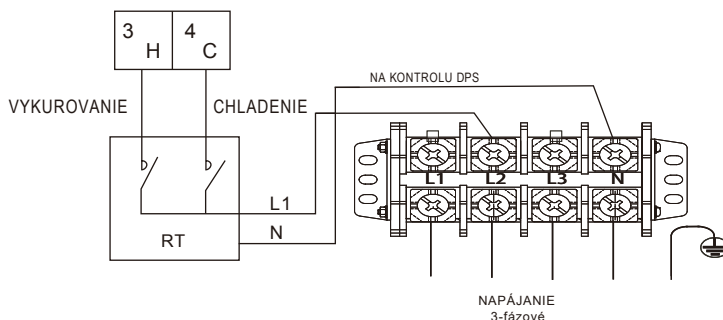 3 4
H C
NA KONTROLU DPS
VYKUROVANIE CHLADENIE
L1 L2 L3 N
L1
N
RT
NAPÁJANIE
3-fázové